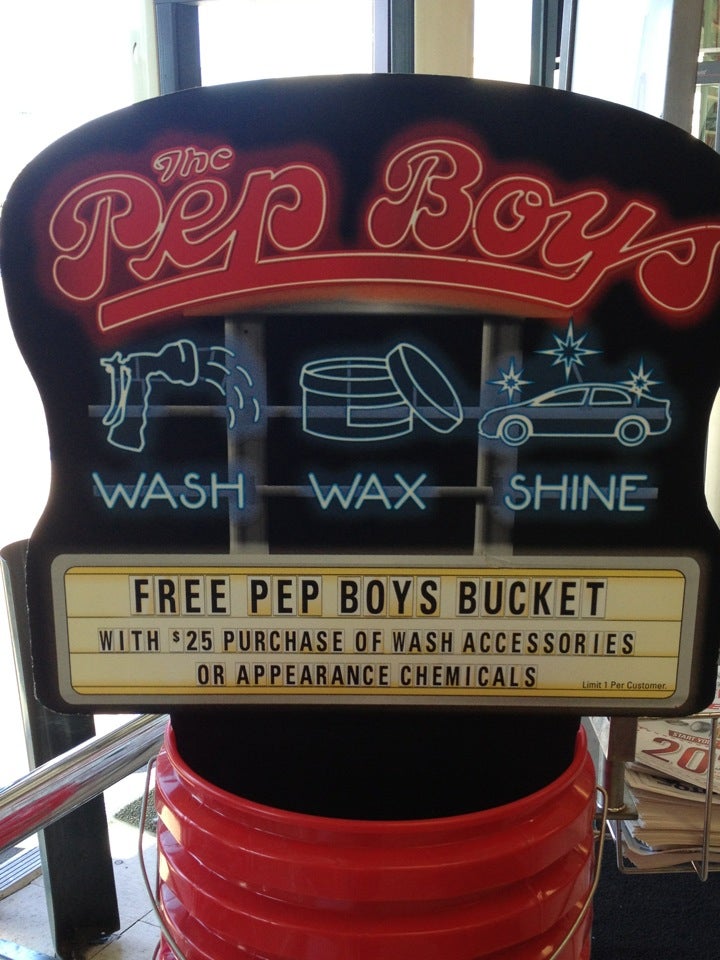 The
Pep Boys
WASH WAX SHINE
FREE PEP BOYS BUCKET
WITH $25 PURCHASE OF WASH ACCESSORIES
OR APPEARANCE CHEMICALS
Limit 1 Per Customer.
20